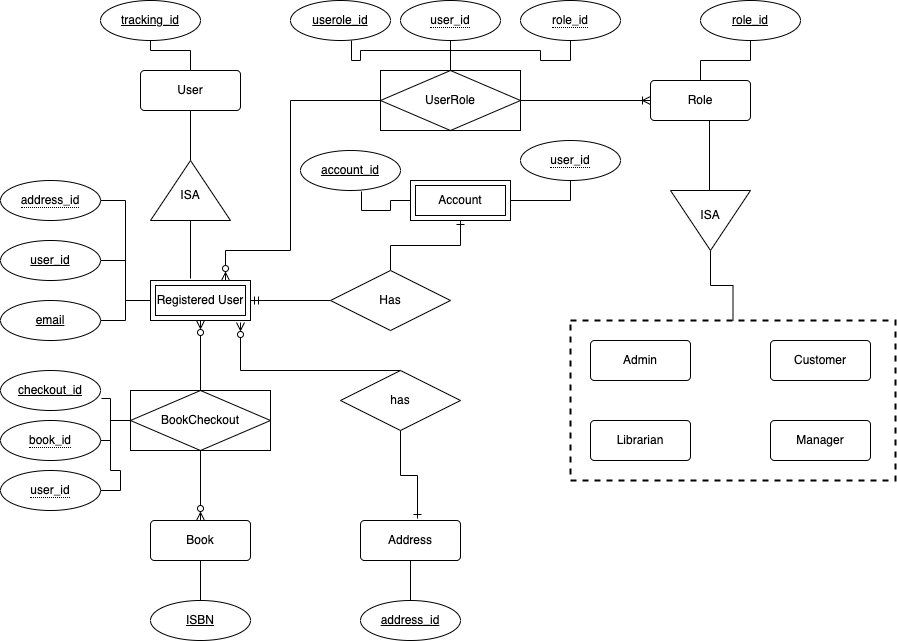 tracking_id
userole_id
user_id
role_id
role_id
User
UserRole
Role
account_id
user_id
ISA
address_id
Account
ISA
user_id
Registered User
Has
email
Admin
Customer
checkout_id
has
BookCheckout
book_id
Librarian
Manager
user_id
Book
Address
ISBN
address_id